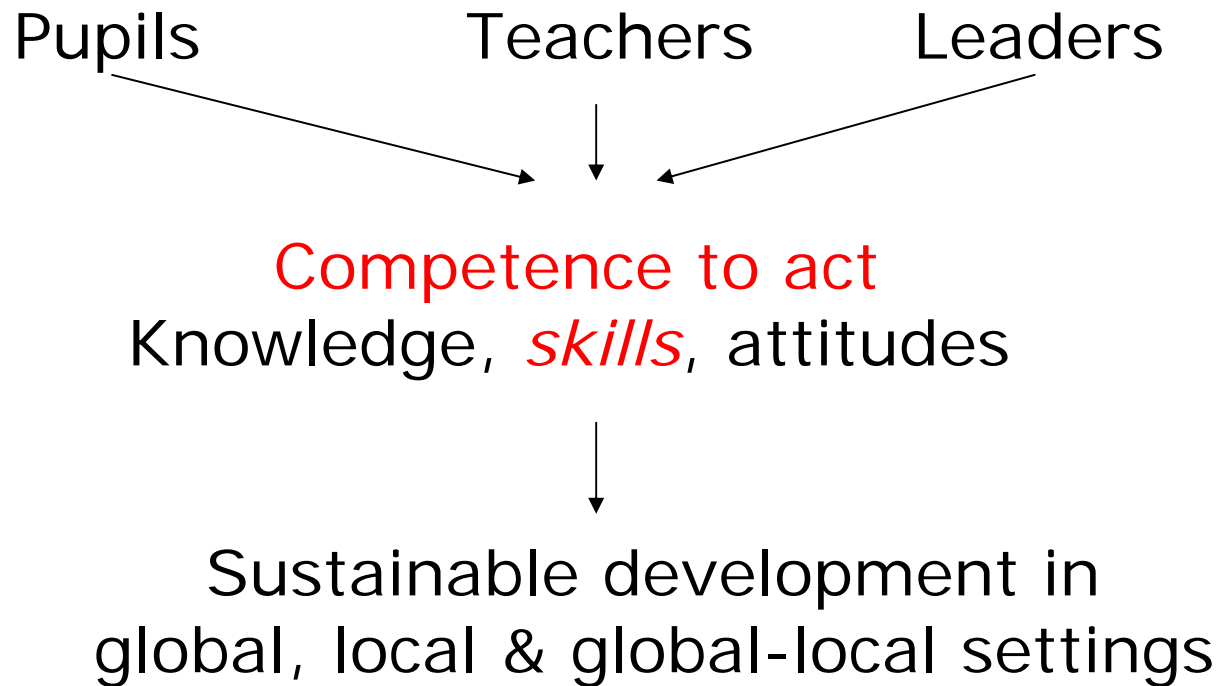 Pupils Teachers Leaders
Competence to act
Knowledge, skills, attitudes
Sustainable development in
global, local & global-local settings